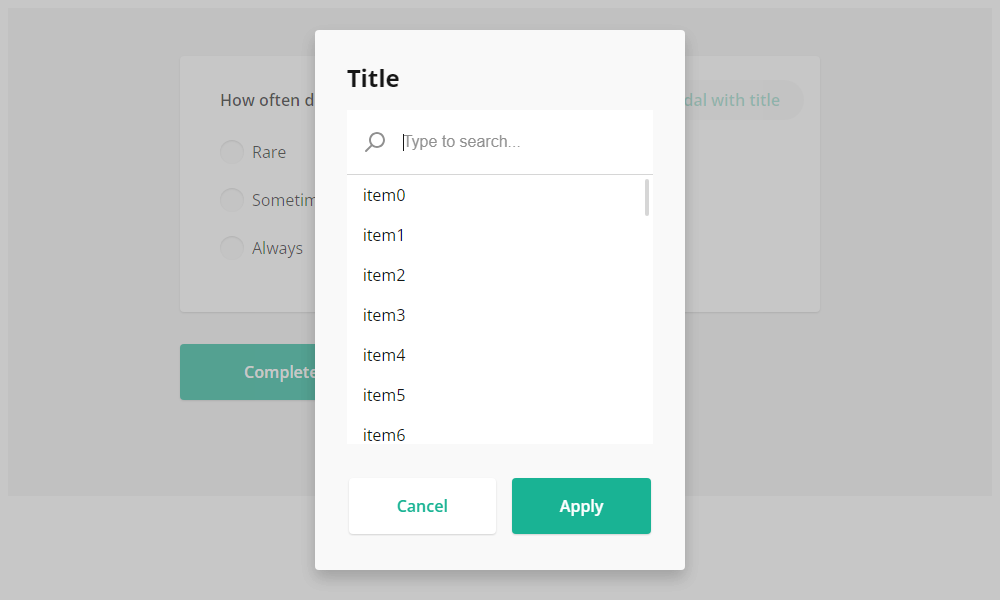 Title
Type to search...
item0
item1
item2
item3
item4
item5
item6
Cancel
Apply
How often
dal with title
Rare
Always
Complete